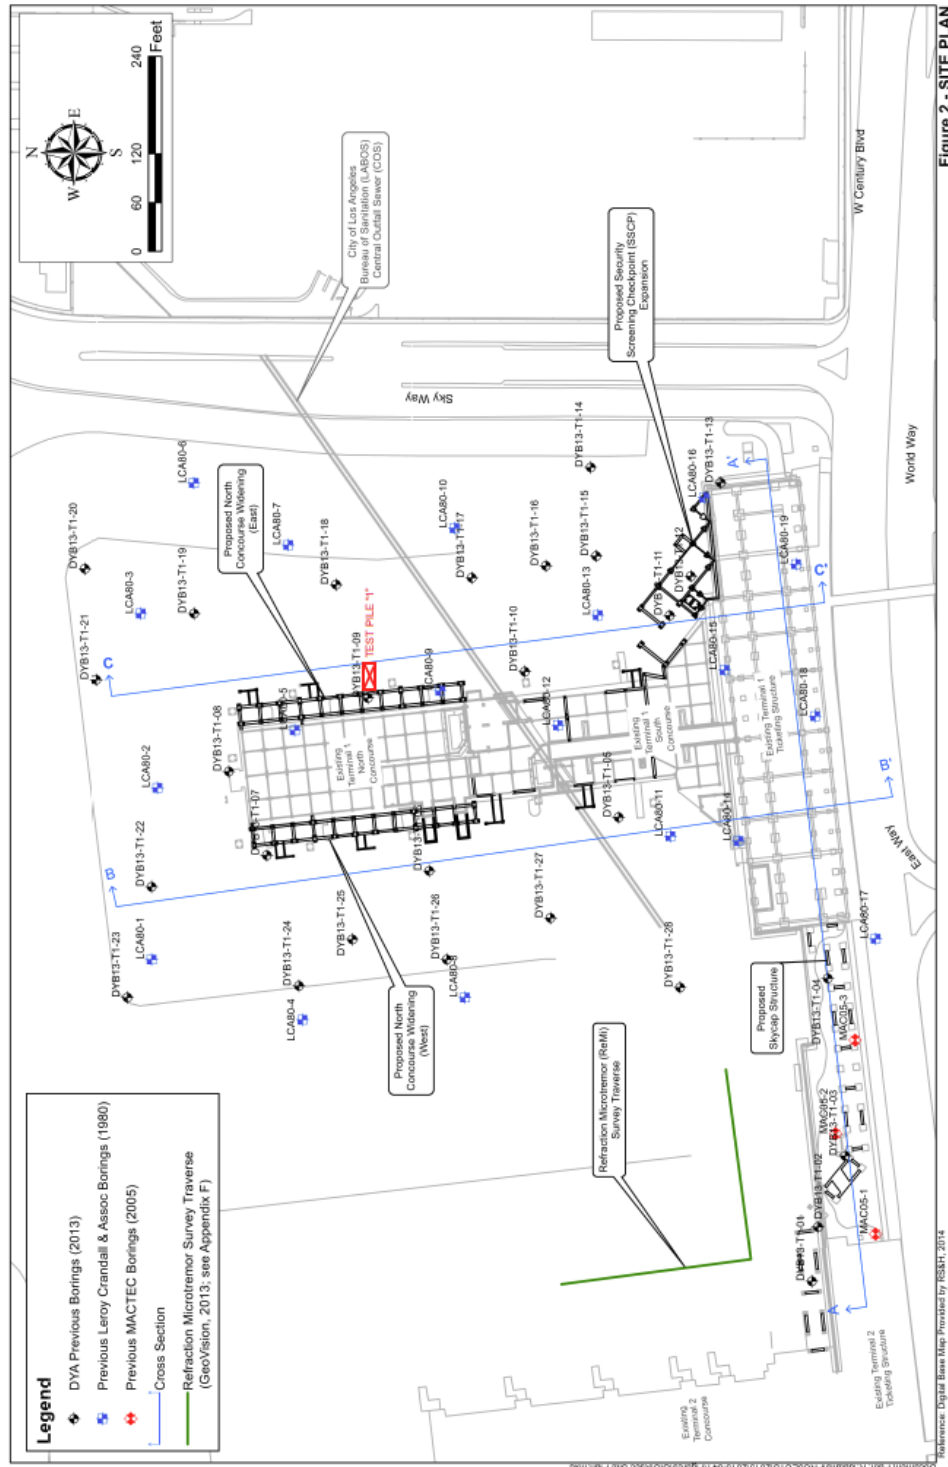 Legend
DYA Previous Borings (2013)
Previous Leroy Crandall & Assoc Borings (1980)
Previous MACTEC Borings (2005)
Cross Section
Refraction Microtremor Survey Traverse
(GeoVision, 2013; see Appendix F)
N
W
E
S
0
60
120
240
Feet
DYB13-T1-23
LCA80-1
DYB13-T1-22
LCA80-2
DYB13-T1-21
LCA80-3
DYB13-T1-20
B
C
DYB13-T1-19
LCA80-6
LCA80-4
DYB13-T1-24
DYB13-T1-25
DYB13-T1-08
LCA80-7
DYB13-T1-18
Proposed North
Concourse Widening
(East)
City of Los Angeles
Bureau of Sanitation (LABOS)
Central Outfall Sewer (COS)
Existing
Terminal 1
North
Concourse
YB13-T1-09
TEST PILE "I"
Proposed North
Concourse Widening
(West)
LCA80-8
DYB13-T1-26
LCA80-10
Sky Way
DYB13-T1-27
DYB13-T1-10
DYB13-T1-16
LCA80-12
DYB13-T1-05
LCA80-13
DYB13-T1-15
DYB13-T1-14
Refraction Microtremor (ReMi)
Survey Traverse
DYB13-T1-28
LCA80-11
Existing
Terminal 1
South
Concourse
Proposed Security
Screening Checkpoint (SSCP)
Expansion
LCA80-16
DYB13-T1-13
LCA80-14
LCA80-15
A'
Existing
Terminal 2
Concourse
Proposed
Skycap Structure
Existing Terminal 1
Ticketing Structure
LCA80-18
LCA80-19
C'
DYB13-T1-02
DYB13-T1-03
MAC05-2
DYB13-T1-04
MAC05-3
A
MAC05-1
LCA80-17
B'
W Century Blvd
Existing Terminal 2
Ticketing Structure
East Way
World Way
Reference: Digital Base Map Provided by RS&H, 2014
Figure 2 - SITE PLAN